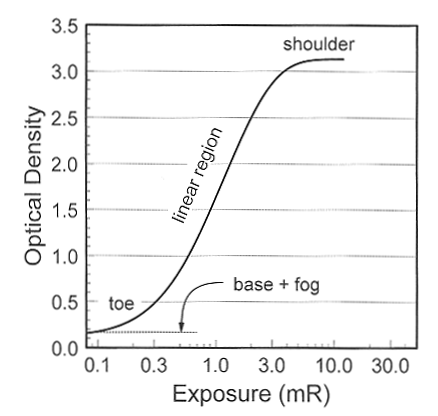 3.5
shoulder
3.0
2.5
2.0
1.5
1.0
0.5
0.0
Optical Density
linear region
base + fog
toe
0.1 0.3 1.0 3.0 10.0 30.0
Exposure (mR)